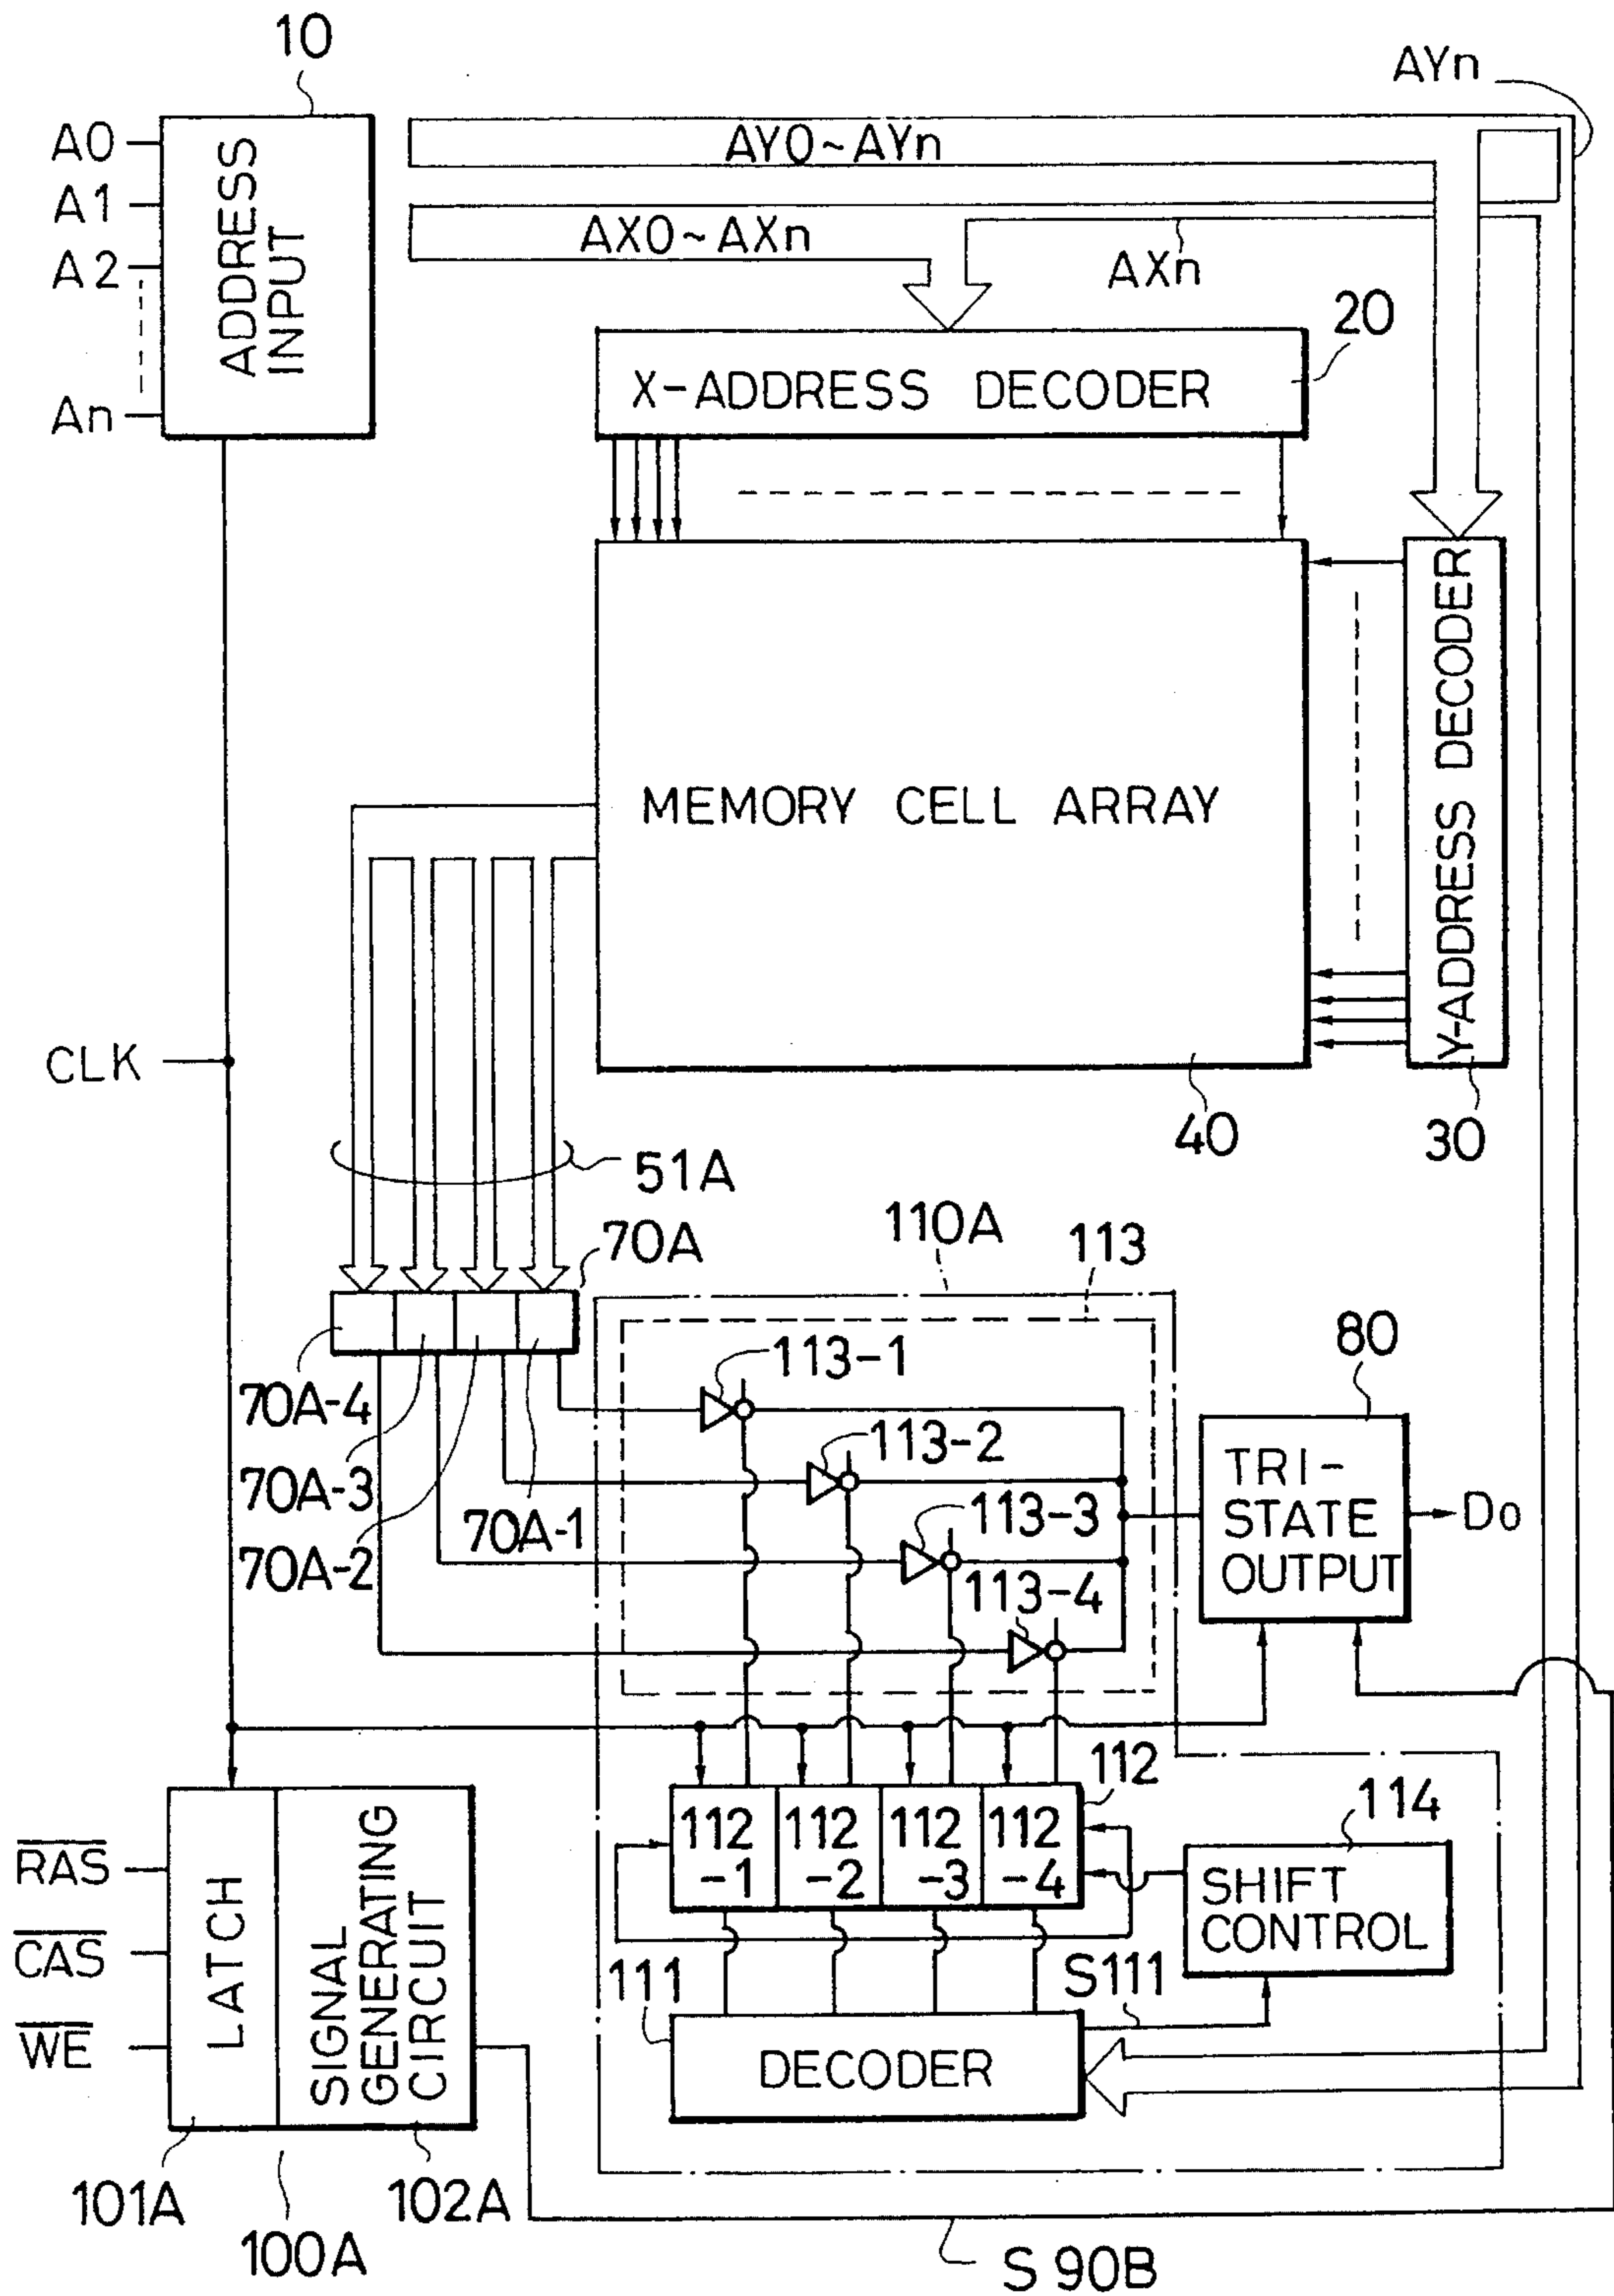 10
AYn
A0
A1
A2
An
ADDRESS
INPUT
AY0~AYn
AX0~AXn
AXn
20
X-ADDRESS DECODER
MEMORY CELL ARRAY
Y-ADDRESS DECODER
CLK
40
30
51A
70A
110A
113
80
70A-4
70A-3
70A-2
70A-1
113-1
113-2
113-3
113-4
TRI-
STATE
OUTPUT
Do
112
114
112
-1
112
-2
112
-3
112
-4
SHIFT
CONTROL
RAS
CAS
WE
LATCH
SIGNAL
GENERATING
CIRCUIT
111
S111
DECODER
101A
102A
100A
S 90B